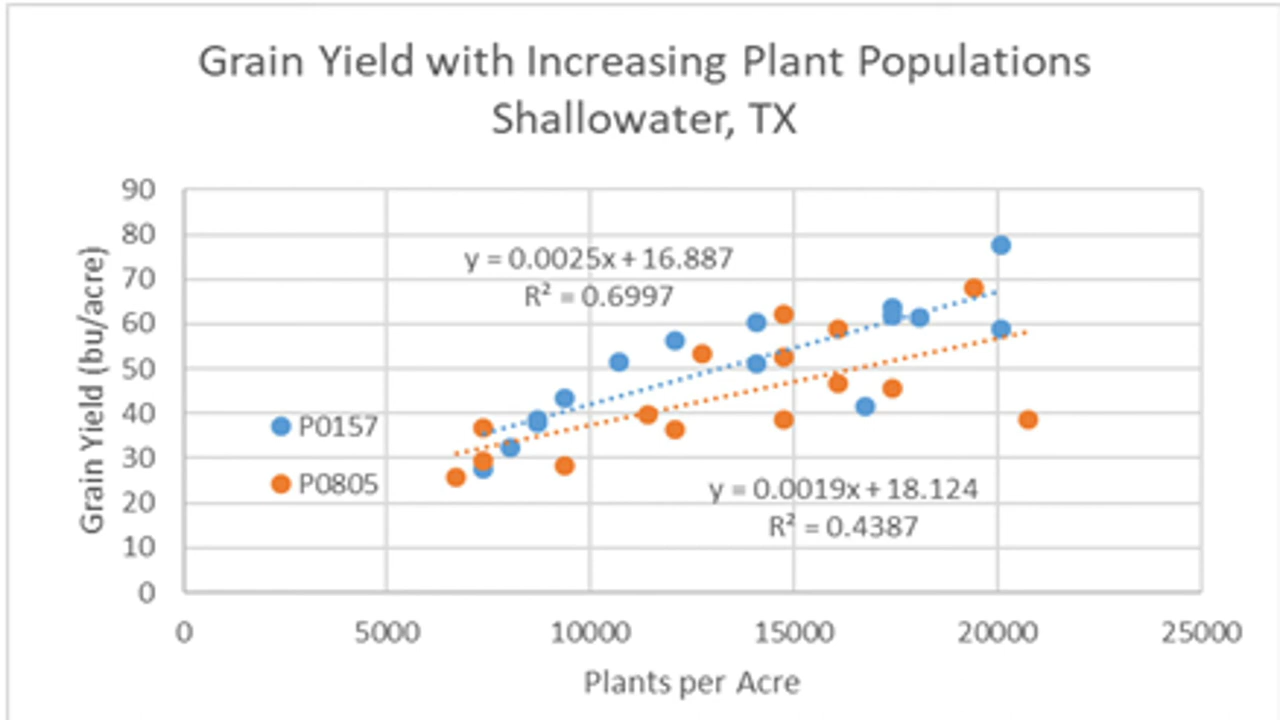 Grain Yield with Increasing Plant Populations
Shallowater, TX
Grain Yield (bu/acre)
90
80
70
60
50
40
30
20
10
0
y = 0.0025x + 16.887
R² = 0.6997
P0157
P0805
y = 0.0019x + 18.124
R² = 0.4387
0 5000 10000 15000 20000 25000
Plants per Acre